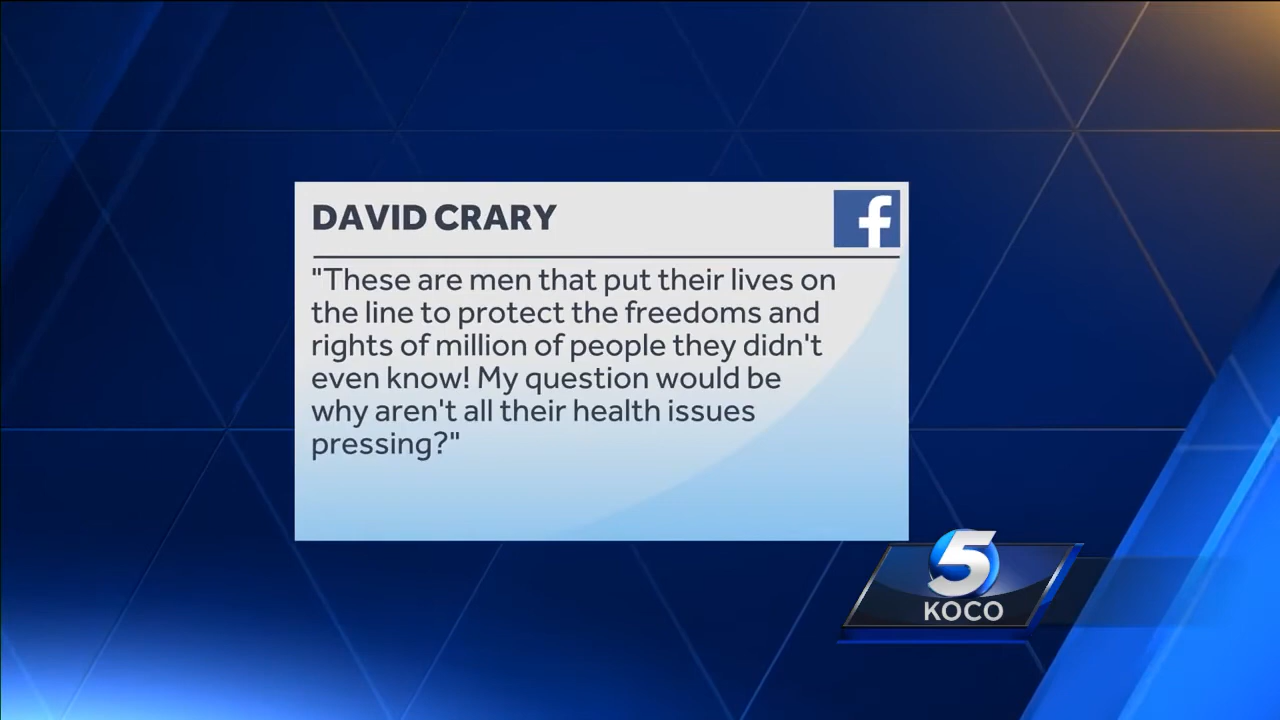 DAVID CRARY
f
"These are men that put their lives on
the line to protect the freedoms and
rights of million of people they didn't
even know! My question would be
why aren't all their health issues
pressing?"
5
KOCO